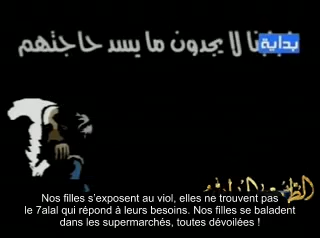 بداية
لا يجدون ما يسد حاجتهم
Nos filles s'exposent au viol, elles ne trouvent pas
le 7alal qui répond à leurs besoins. Nos filles se baladent
dans les supermarchés, toutes dévoilées !